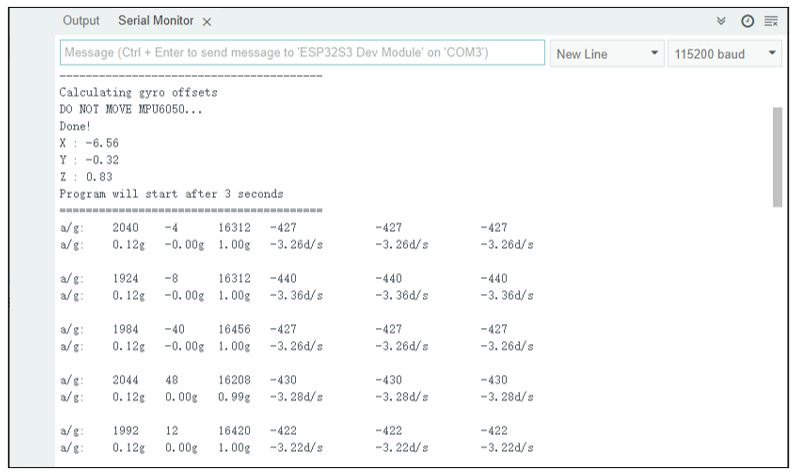 Output Serial Monitor ×
Message (Ctrl + Enter to send message to 'ESP32S3 Dev Module' on 'COM3') New Line 115200 baud
----------------------------------------
Calculating gyro offsets
DO NOT MOVE MPU6050...
Done!
X : -6.56
Y : -0.32
Z : 0.83
Program will start after 3 seconds
========================================
a/g: 2040 -4 16312 -427 -427 -427
a/g: 0.12g -0.00g 1.00g -3.26d/s -3.26d/s -3.26d/s
a/g: 1924 -8 16312 -440 -440 -440
a/g: 0.12g -0.00g 1.00g -3.36d/s -3.36d/s -3.36d/s
a/g: 1984 -40 16456 -427 -427 -427
a/g: 0.12g -0.00g 1.00g -3.26d/s -3.26d/s -3.26d/s
a/g: 2044 48 16208 -430 -430 -430
a/g: 0.12g 0.00g 0.99g -3.28d/s -3.28d/s -3.28d/s
a/g: 1992 12 16420 -422 -422 -422
a/g: 0.12g 0.00g 1.00g -3.22d/s -3.22d/s -3.22d/s